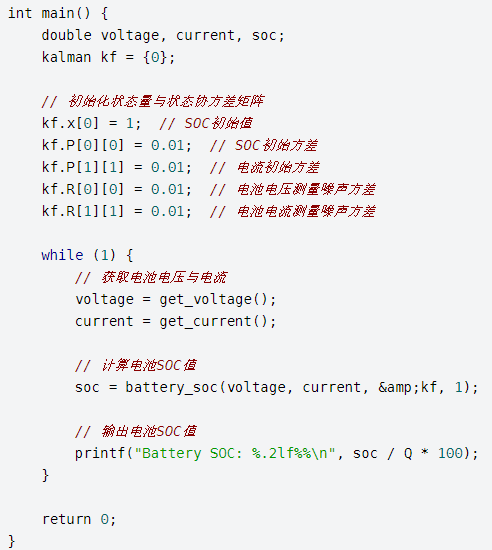 int main() {
    double voltage, current, soc;
    kalman kf = {0};

    // 初始化状态量与状态协方差矩阵
    kf.x[0] = 1;  // SOC初始值
    kf.P[0][0] = 0.01;  // SOC初始方差
    kf.P[1][1] = 0.01;  // 电流初始方差
    kf.R[0][0] = 0.01;  // 电池电压测量噪声方差
    kf.R[1][1] = 0.01;  // 电池电流测量噪声方差

    while (1) {
        // 获取电池电压与电流
        voltage = get_voltage();
        current = get_current();

        // 计算电池SOC值
        soc = battery_soc(voltage, current, &amp;kf, 1);

        // 输出电池SOC值
        printf("Battery SOC: %.2lf%%\n", soc / Q * 100);
    }

    return 0;
}